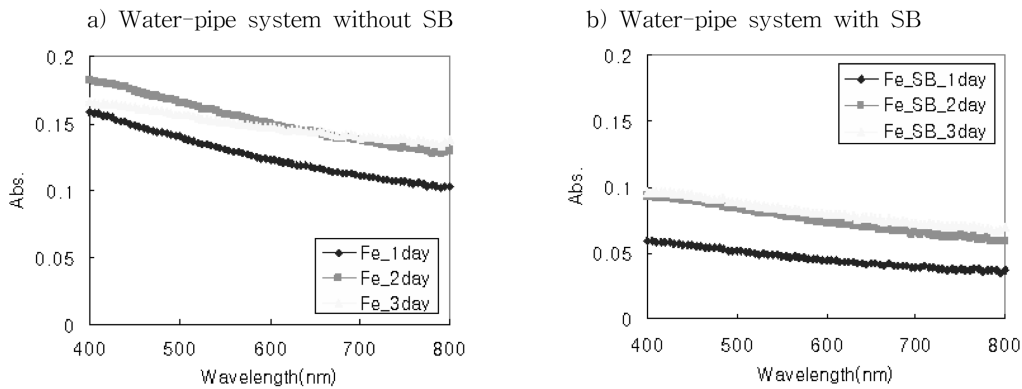 a) Water-pipe system without SB
0.2
0.15
0.1
0.05
0
Abs.
400 500 600 700 800
Wavelength(nm)
Fe_1day
Fe_2day
Fe_3day
b) Water-pipe system with SB
0.2
0.15
0.1
0.05
0
Abs.
400 500 600 700 800
Wavelength(nm)
Fe_SB_1day
Fe_SB_2day
Fe_SB_3day